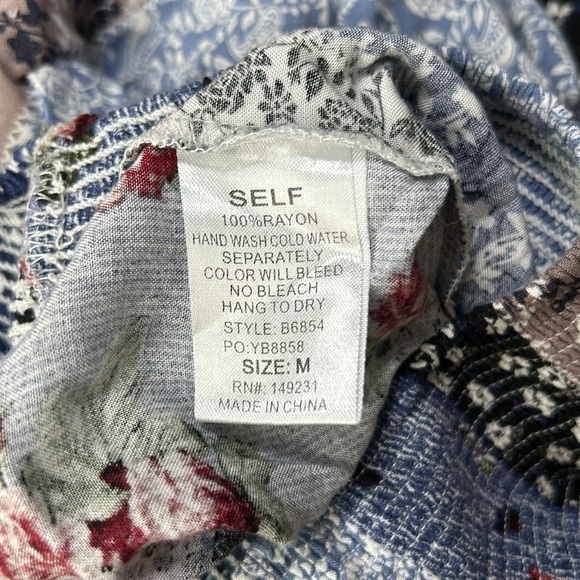 SELF
100%RAYON
HAND WASH COLD WATER
SEPARATELY
COLOR WILL BLEED
NO BLEACH
HANG TO DRY
STYLE: B6854
PO:YB8858
SIZE: M
RN#: 149231
MADE IN CHINA